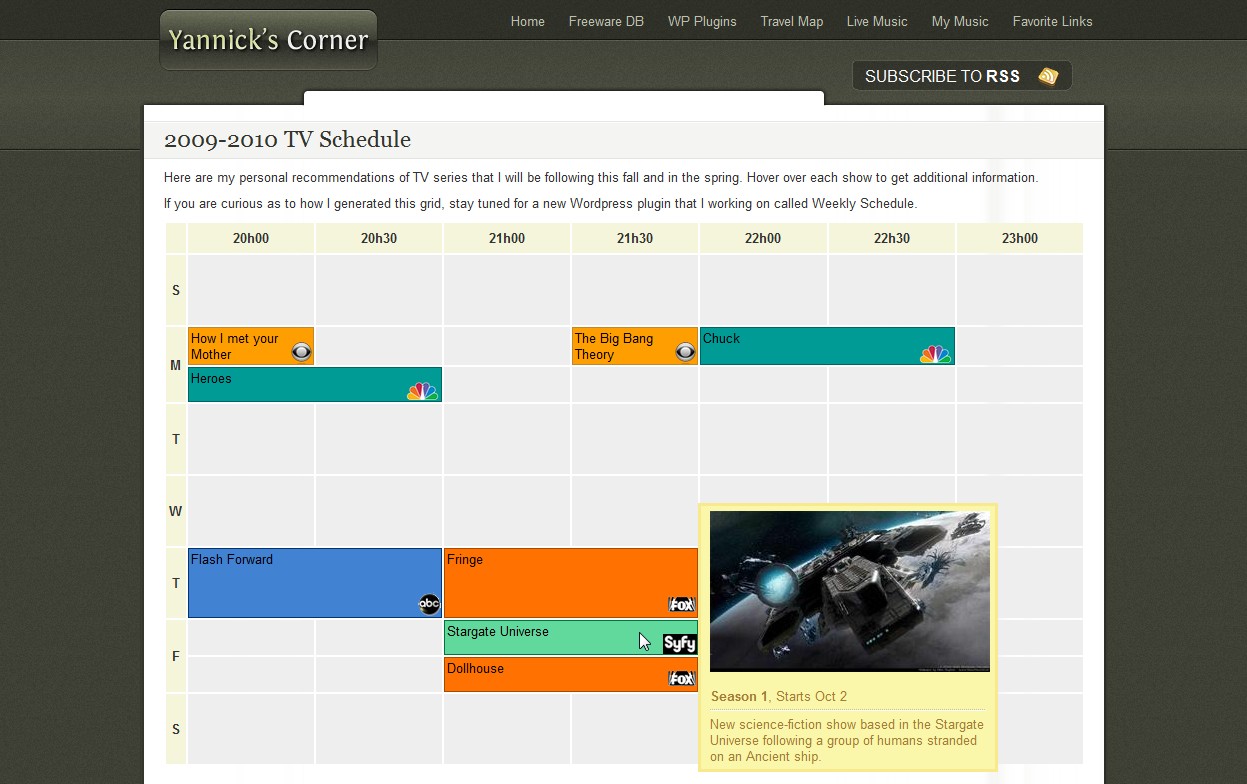 Yannick's Corner
Home Freeware DB WP Plugins Travel Map Live Music My Music Favorite Links
SUBSCRIBE TO RSS
2009-2010 TV Schedule
Here are my personal recommendations of TV series that I will be following this fall and in the spring. Hover over each show to get additional information.
If you are curious as to how I generated this grid, stay tuned for a new Wordpress plugin that I working on called Weekly Schedule.
20h00 20h30 21h00 21h30 22h00 22h30 23h00
S
M
How I met your
Mother
The Big Bang
Theory
Chuck
Heroes
T
W
T
Flash Forward
abc
Fringe
FOX
F
Stargate Universe
Syfy
Dollhouse
FOX
S
Season 1, Starts Oct 2
New science-fiction show based in the Stargate
Universe following a group of humans stranded
on an Ancient ship.